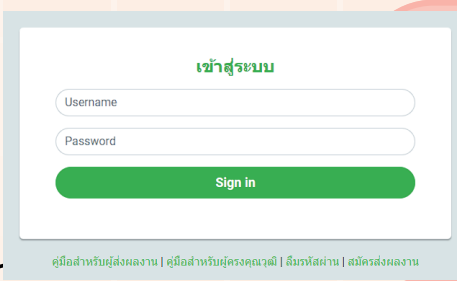 เข้าสู่ระบบ
Username
Password
Sign in
คู่มือสำหรับผู้ส่งผลงาน | คู่มือสำหรับผู้ทรงคุณวุฒิ | ลืมรหัสผ่าน | สมัครส่งผลงาน